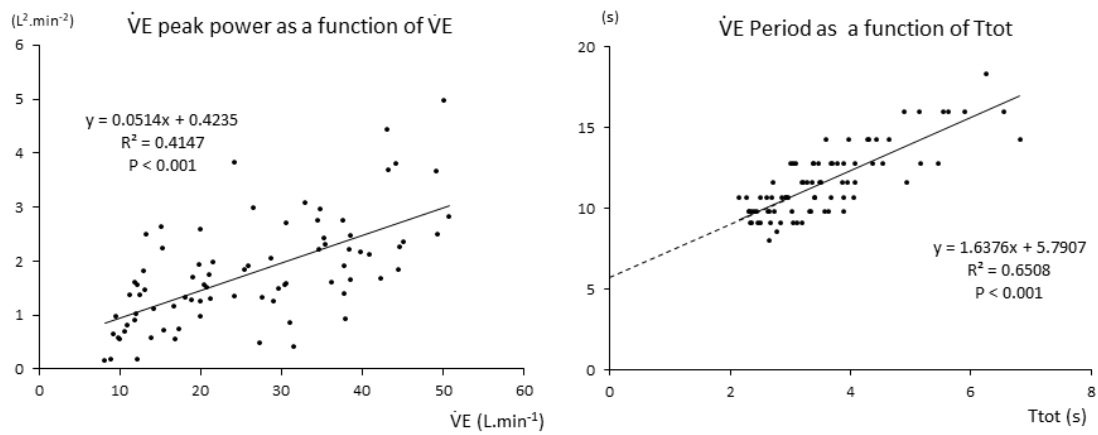 (L².min⁻²)
V̇E peak power as a function of V̇E
6
5
4
3
2
1
0
y = 0.0514x + 0.4235
R² = 0.4147
P < 0.001
0 10 20 30 40 50 60
V̇E (L.min⁻¹)
(s)
V̇E Period as a function of Ttot
20
15
10
5
0
y = 1.6376x + 5.7907
R² = 0.6508
P < 0.001
0 2 4 6 8
Ttot (s)